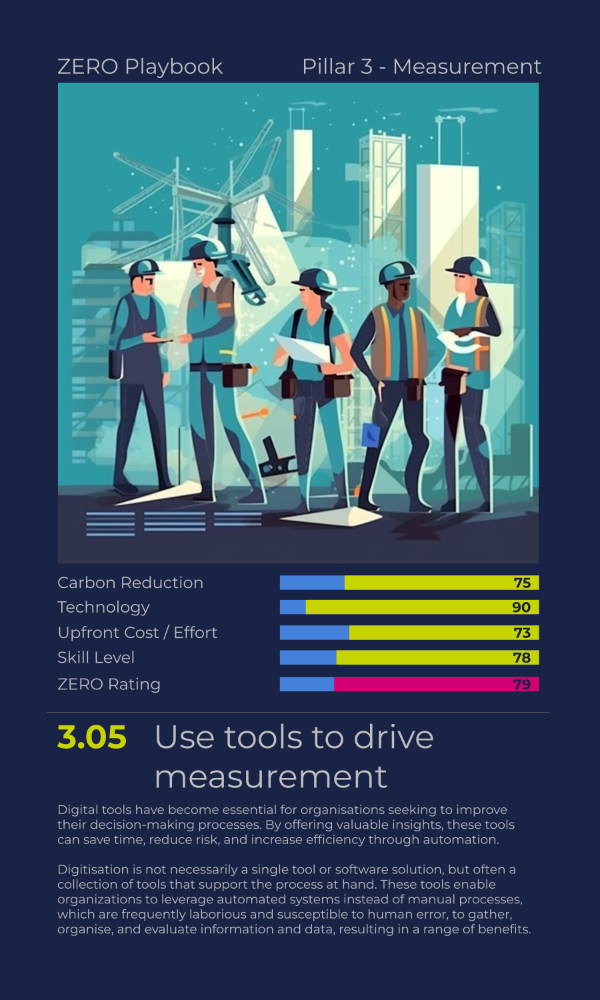 ZERO Playbook
Pillar 3 - Measurement
Carbon Reduction 75
Technology 90
Upfront Cost / Effort 73
Skill Level 78
ZERO Rating 79
3.05 Use tools to drive
measurement
Digital tools have become essential for organisations seeking to improve
their decision-making processes. By offering valuable insights, these tools
can save time, reduce risk, and increase efficiency through automation.
Digitisation is not necessarily a single tool or software solution, but often a
collection of tools that support the process at hand. These tools enable
organizations to leverage automated systems instead of manual processes,
which are frequently laborious and susceptible to human error, to gather,
organise, and evaluate information and data, resulting in a range of benefits.